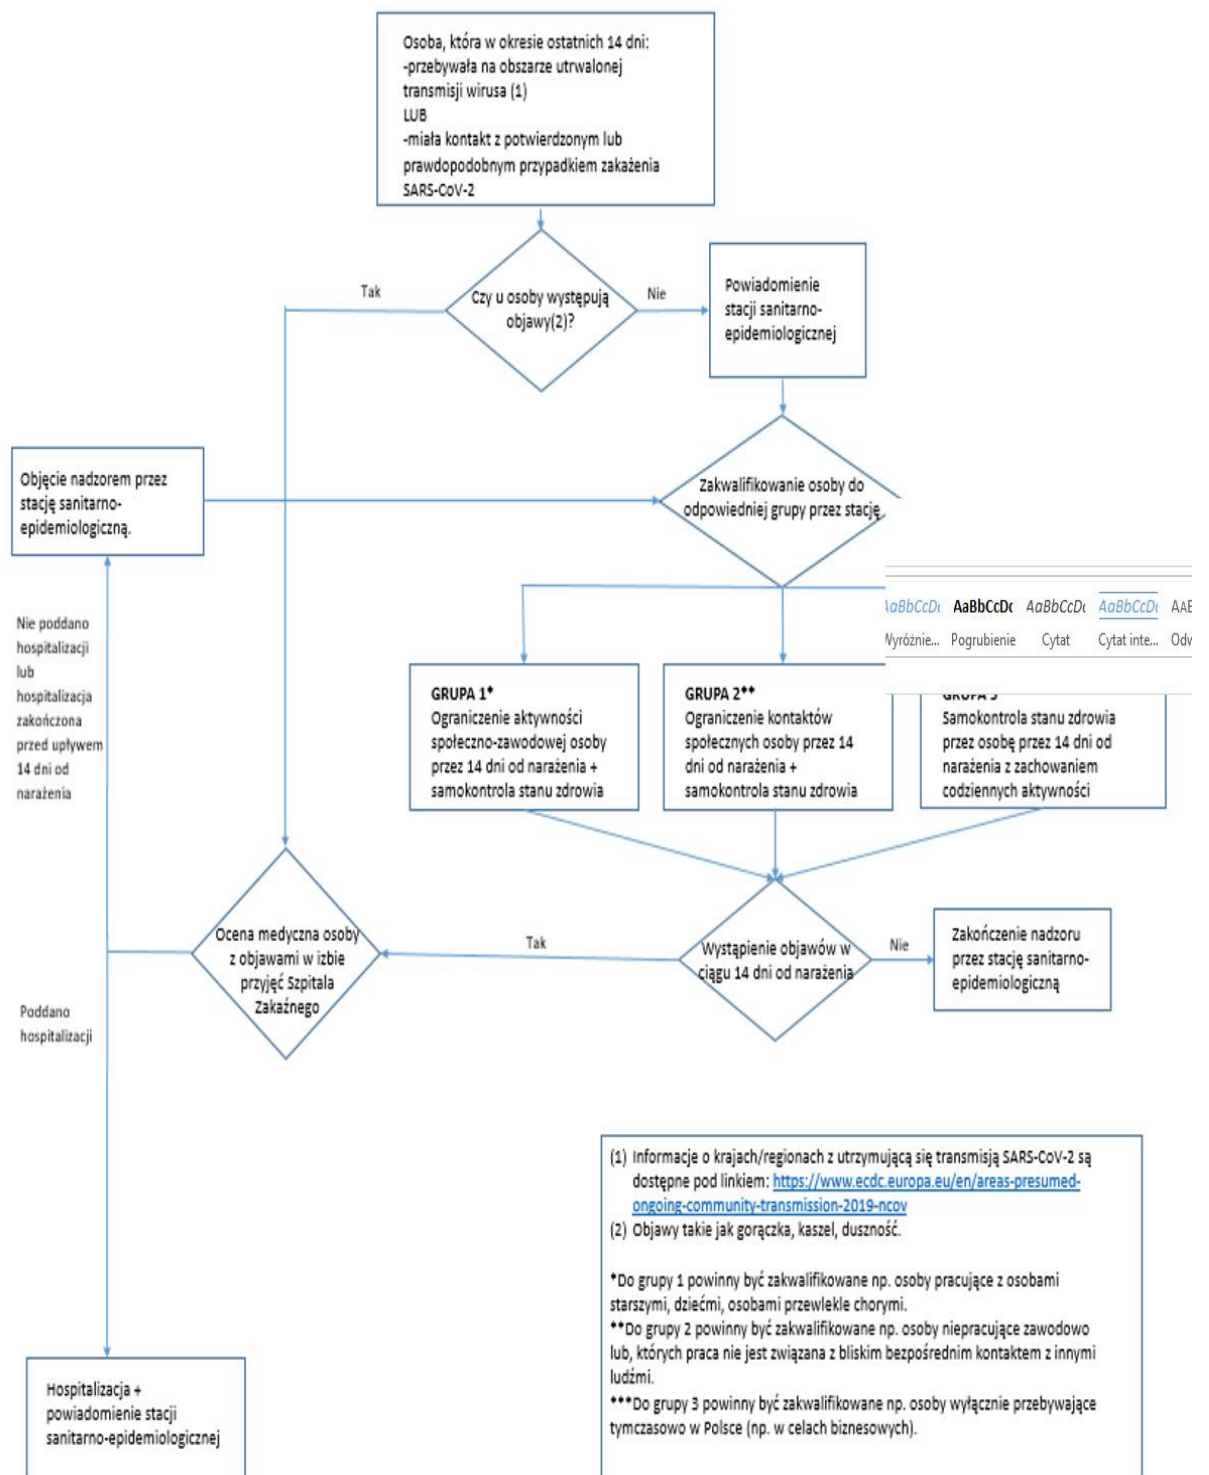 Osoba, która w okresie ostatnich 14 dni:
-przebywała na obszarze utrwalonej
transmisji wirusa (1)
LUB
-miała kontakt z potwierdzonym lub
prawdopodobnym przypadkiem zakażenia
SARS-CoV-2
Tak
Czy u osoby występują
objawy(2)?
Nie
Powiadomienie
stacji sanitarno-
epidemiologicznej
Objęcie nadzorem przez
stację sanitarno-
epidemiologiczną.
Zakwalifikowanie osoby do
odpowiedniej grupy przez stację
AaBbCcDc AaBbCcDc AaBbCcDc AaBbCcDc AAB
Wyróżnie... Pogrubienie Cytat Cytat inte... Odw
Nie poddano
hospitalizacji
lub
hospitalizacja
zakończona
przed upływem
14 dni od
narażenia
GRUPA 1*
Ograniczenie aktywności
społeczno-zawodowej osoby
przez 14 dni od narażenia +
samokontrola stanu zdrowia
GRUPA 2**
Ograniczenie kontaktów
społecznych osoby przez 14
dni od narażenia +
samokontrola stanu zdrowia
GRUPA 3
Samokontrola stanu zdrowia
przez osobę przez 14 dni od
narażenia z zachowaniem
codziennych aktywności
Ocena medyczna osoby
z objawami w izbie
przyjęć Szpitala
Zakaźnego
Tak
Wystąpienie objawów w
ciągu 14 dni od narażenia
Nie
Zakończenie nadzoru
przez stację sanitarno-
epidemiologiczną
Poddano
hospitalizacji
(1) Informacje o krajach/regionach z utrzymującą się transmisją SARS-CoV-2 są
dostępne pod linkiem: https://www.ecdc.europa.eu/en/areas-presumed-
ongoing-community-transmission-2019-ncov
(2) Objawy takie jak gorączka, kaszel, duszność.
*Do grupy 1 powinny być zakwalifikowane np. osoby pracujące z osobami
starszymi, dziećmi, osobami przewlekle chorymi.
**Do grupy 2 powinny być zakwalifikowane np. osoby niepracujące zawodowo
lub, których praca nie jest związana z bliskim bezpośrednim kontaktem z innymi
ludźmi.
***Do grupy 3 powinny być zakwalifikowane np. osoby wyłącznie przebywające
tymczasowo w Polsce (np. w celach biznesowych).
Hospitalizacja +
powiadomienie stacji
sanitarno-epidemiologicznej